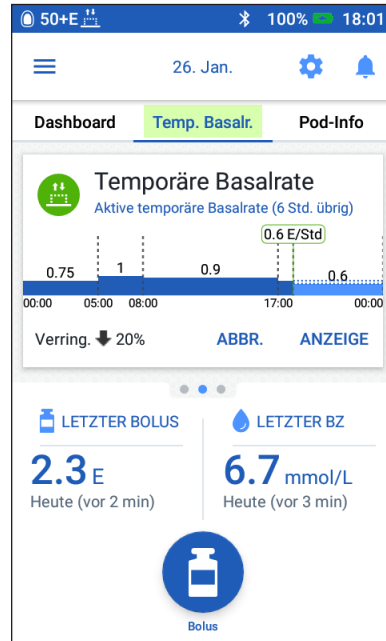 50+E 100% 18:01
26. Jan.
Dashboard Temp. Basalr. Pod-Info
Temporäre Basalrate
Aktive temporäre Basalrate (6 Std. übrig)
0.6 E/Std
0.75 1 0.9 0.6
00:00 05:00 08:00 17:00 00:00
Verring. 20% ABBR. ANZEIGE
LETZTER BOLUS LETZTER BZ
2.3 E 6.7 mmol/L
Heute (vor 2 min) Heute (vor 3 min)
Bolus